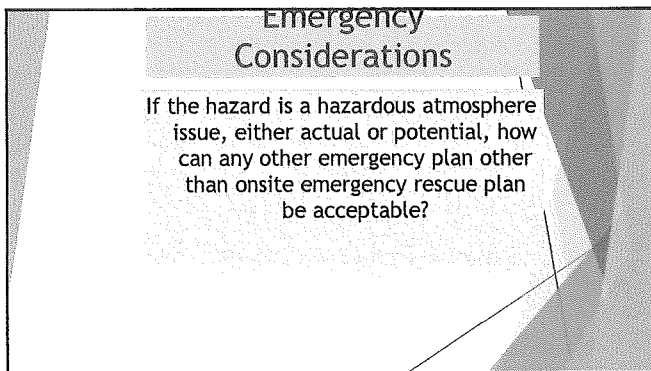 Emergency
Considerations
If the hazard is a hazardous atmosphere
issue, either actual or potential, how
can any other emergency plan other
than onsite emergency rescue plan
be acceptable?